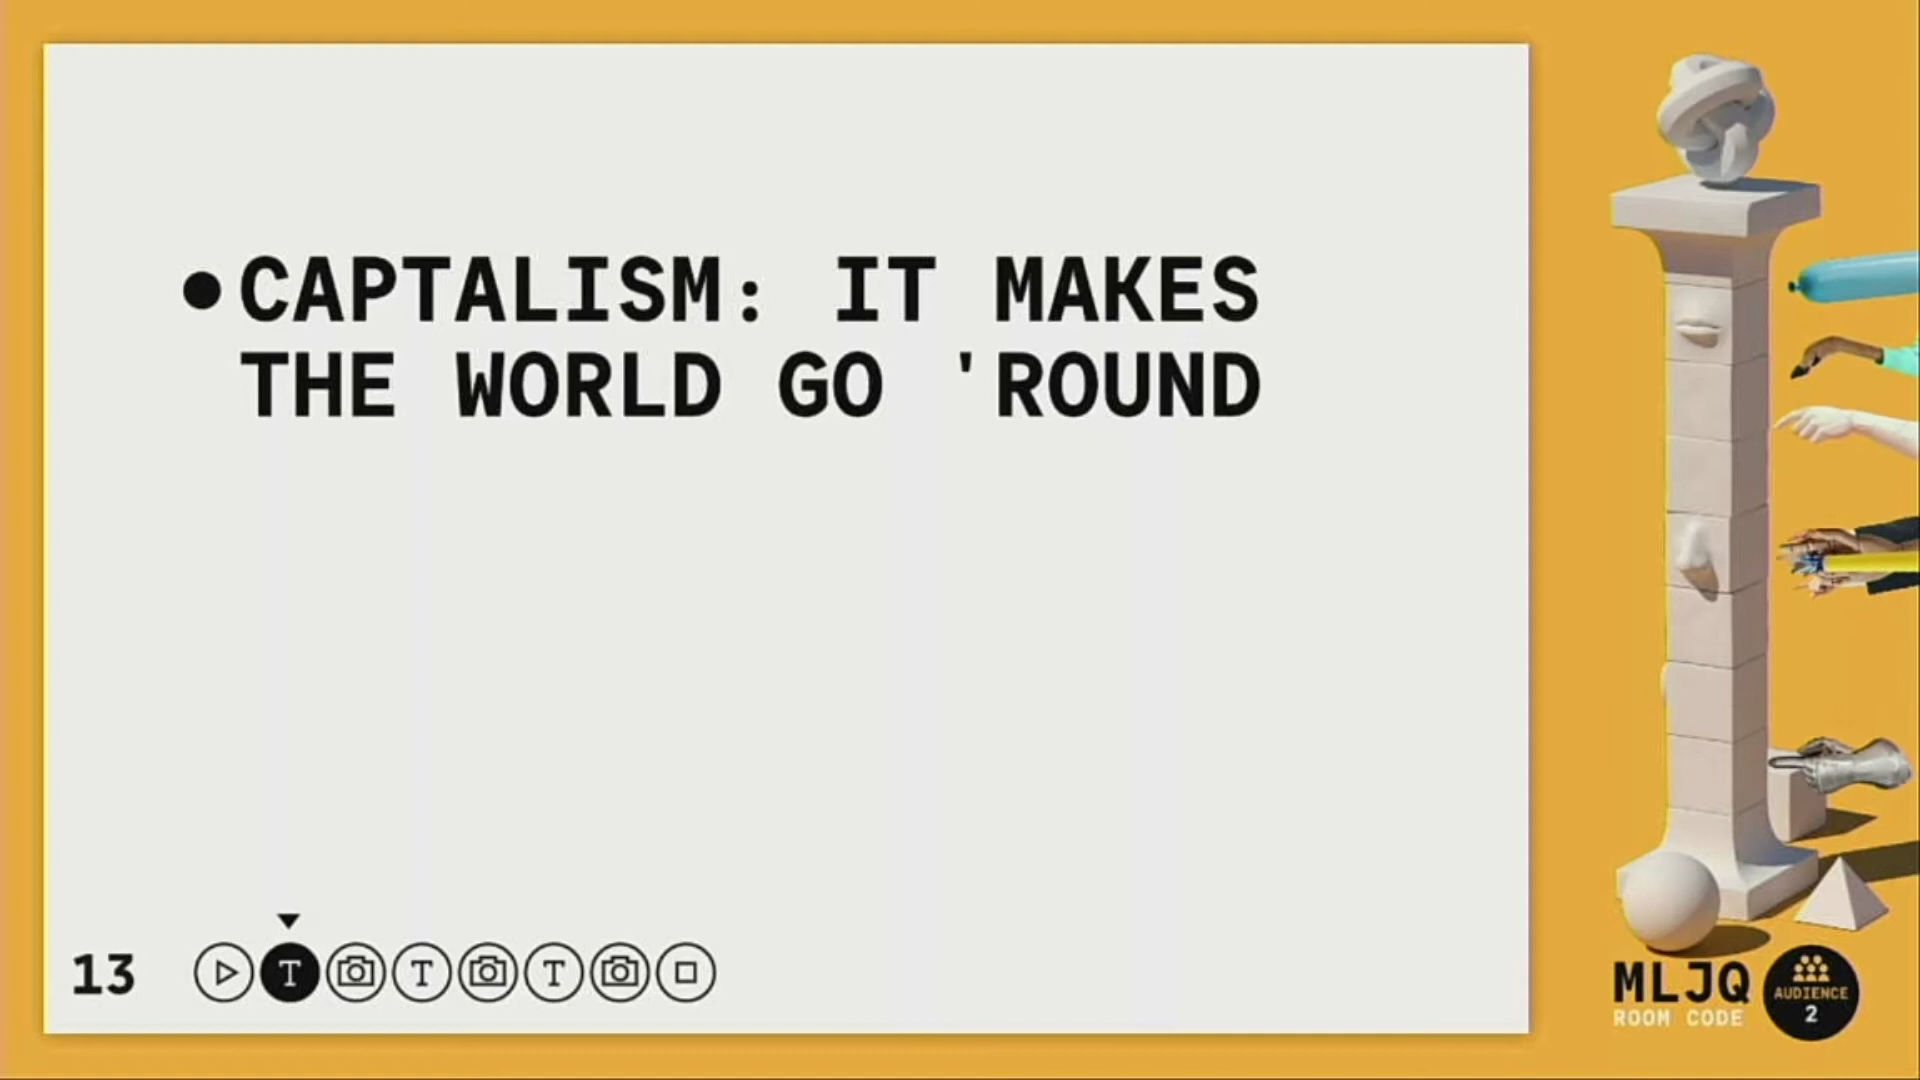 •CAPTALISM: IT MAKES
THE WORLD GO 'ROUND
13
T
T
T
MLJQ
ROOM CODE
AUDIENCE
2